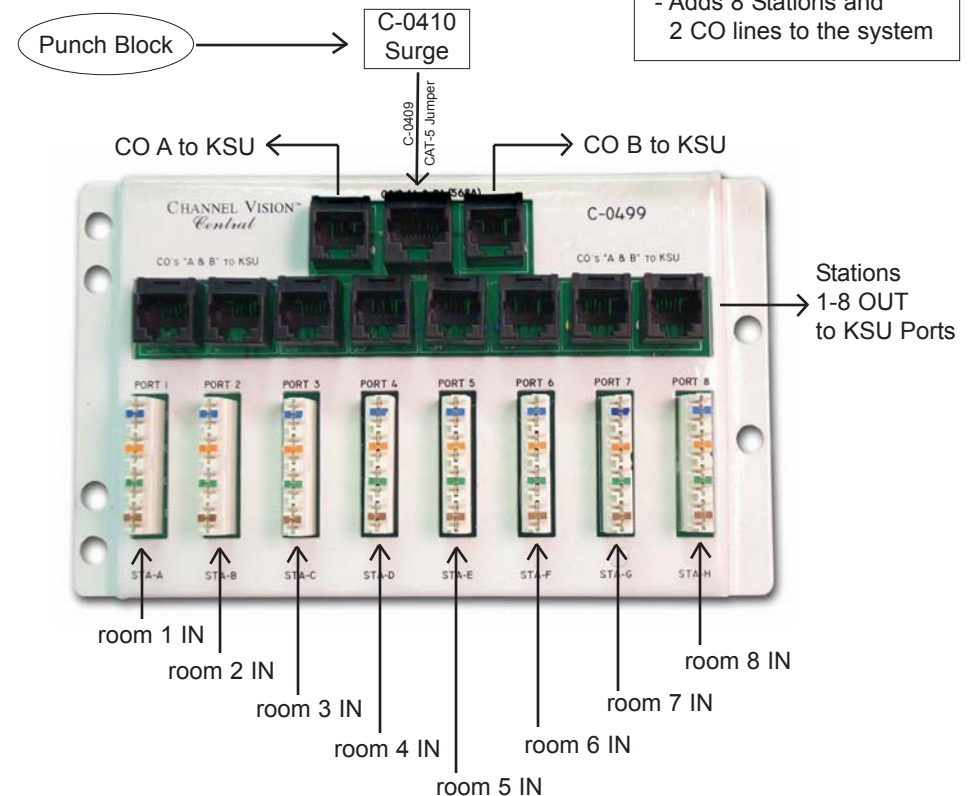 - Adds 8 Stations and
2 CO lines to the system
Punch Block
C-0410
Surge
C-0409
CAT-5 Jumper
CO A to KSU
CO B to KSU
(568A)
CHANNEL VISION™
Central
C-0499
CO's "A & B" TO KSU
CO's "A & B" TO KSU
Stations
1-8 OUT
to KSU Ports
PORT 1 PORT 2 PORT 3 PORT 4 PORT 5 PORT 6 PORT 7 PORT 8
STA-A STA-B STA-C STA-D STA-E STA-F STA-G STA-H
room 1 IN
room 2 IN
room 3 IN
room 4 IN
room 5 IN
room 6 IN
room 7 IN
room 8 IN